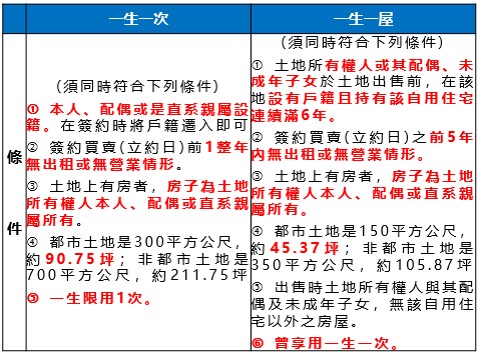 一生一次
一生一屋
條
件
(須同時符合下列條件)
① 本人、配偶或是直系親屬設
籍。在簽約時將戶籍遷入即可
② 簽約買賣(立約日)前1整年
無出租或無營業情形。
③ 土地上有房者，房子為土地
所有權人本人、配偶或直系親
屬所有。
④ 都市土地是300平方公尺，
約90.75坪；非都市土地是
700平方公尺，約211.75坪
⑤ 一生限用1次。
(須同時符合下列條件)
① 土地所有權人或其配偶、未
成年子女於土地出售前，在該
地設有戶籍且持有該自用住宅
連續滿6年。
② 簽約買賣(立約日)之前5年
內無出租或無營業情形。
③ 土地上有房者，房子為土地
所有權人本人、配偶或直系親
屬所有。
④ 都市土地是150平方公尺，
約45.37坪；非都市土地是
350平方公尺，約105.87坪
⑤ 出售時土地所有權人與其配
偶及未成年子女，無該自用住
宅以外之房屋。
⑥ 曾享用一生一次。